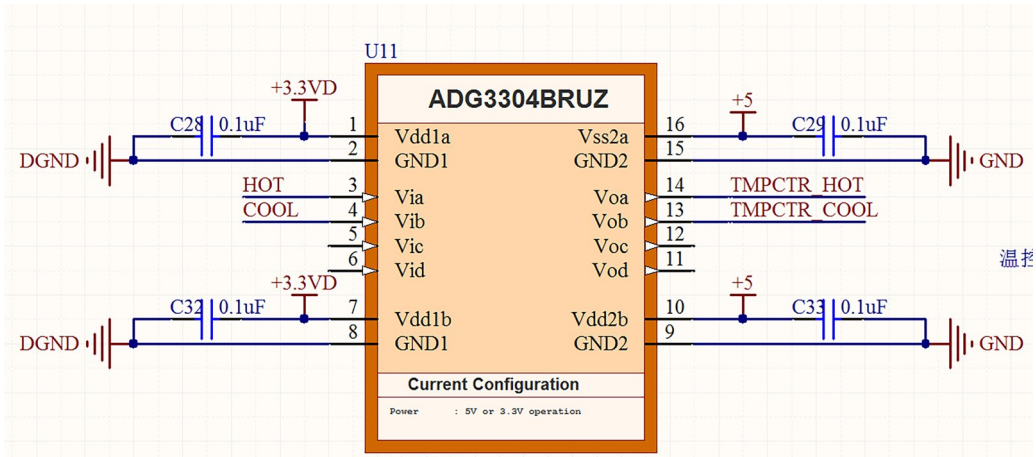 U11
ADG3304BRUZ
+3.3VD
+5
C28 0.1uF
C29 0.1uF
1 Vdd1a Vss2a 16
2 GND1 GND2 15
DGND
GND
HOT 3 Via Voa 14 TMPCTR_HOT
COOL 4 Vib Vob 13 TMPCTR_COOL
5 Vic Voc 12
6 Vid Vod 11
温控
+3.3VD
+5
C32 0.1uF
C33 0.1uF
7 Vdd1b Vdd2b 10
8 GND1 GND2 9
DGND
GND
Current Configuration
Power : 5V or 3.3V operation